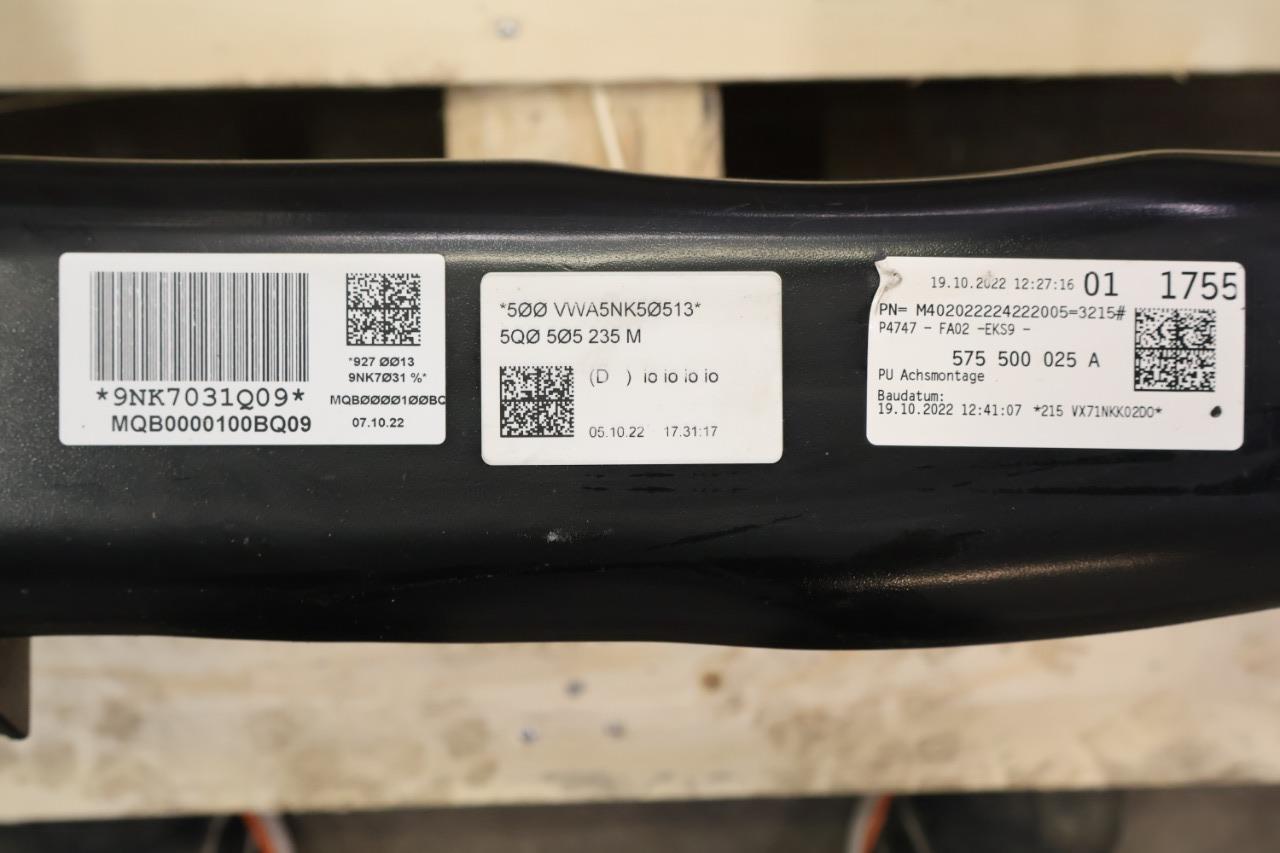 *9NK7031Q09*
MQB0000100BQ09
*927 ØØ13
9NK7Ø31 %*
MQBØØØØ1ØØBQ
07.10.22
*5ØØ VWA5NK5Ø513*
5QØ 5Ø5 235 M
(D ) io io io io
05.10.22 17.31:17
19.10.2022 12:27:16 01 1755
PN= M402022224222005=3215#
P4747 - FA02 -EKS9 -
575 500 025 A
PU Achsmontage
Baudatum:
19.10.2022 12:41:07 *215 VX71NKK02DO*